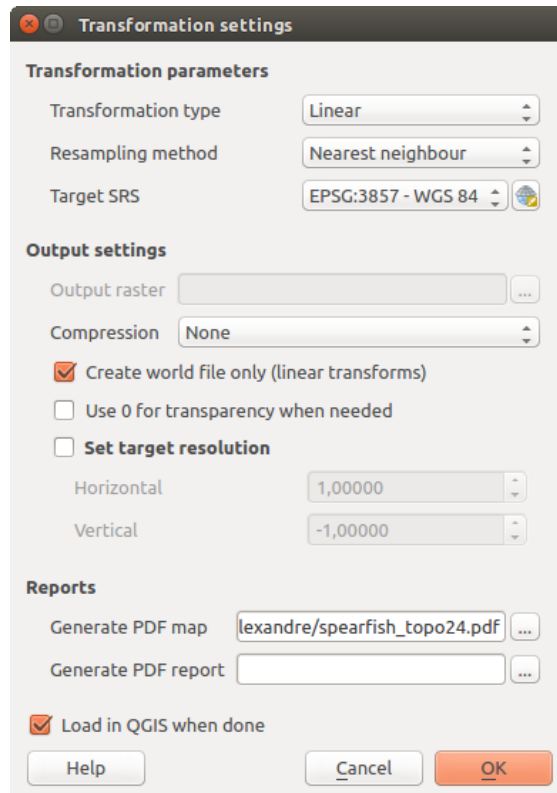 Transformation settings
Transformation parameters
Transformation type Linear
Resampling method Nearest neighbour
Target SRS EPSG:3857 - WGS 84
Output settings
Output raster ...
Compression None
Create world file only (linear transforms)
Use 0 for transparency when needed
Set target resolution
Horizontal 1,00000
Vertical -1,00000
Reports
Generate PDF map lexandre/spearfish_topo24.pdf ...
Generate PDF report ...
Load in QGIS when done
Help Cancel OK